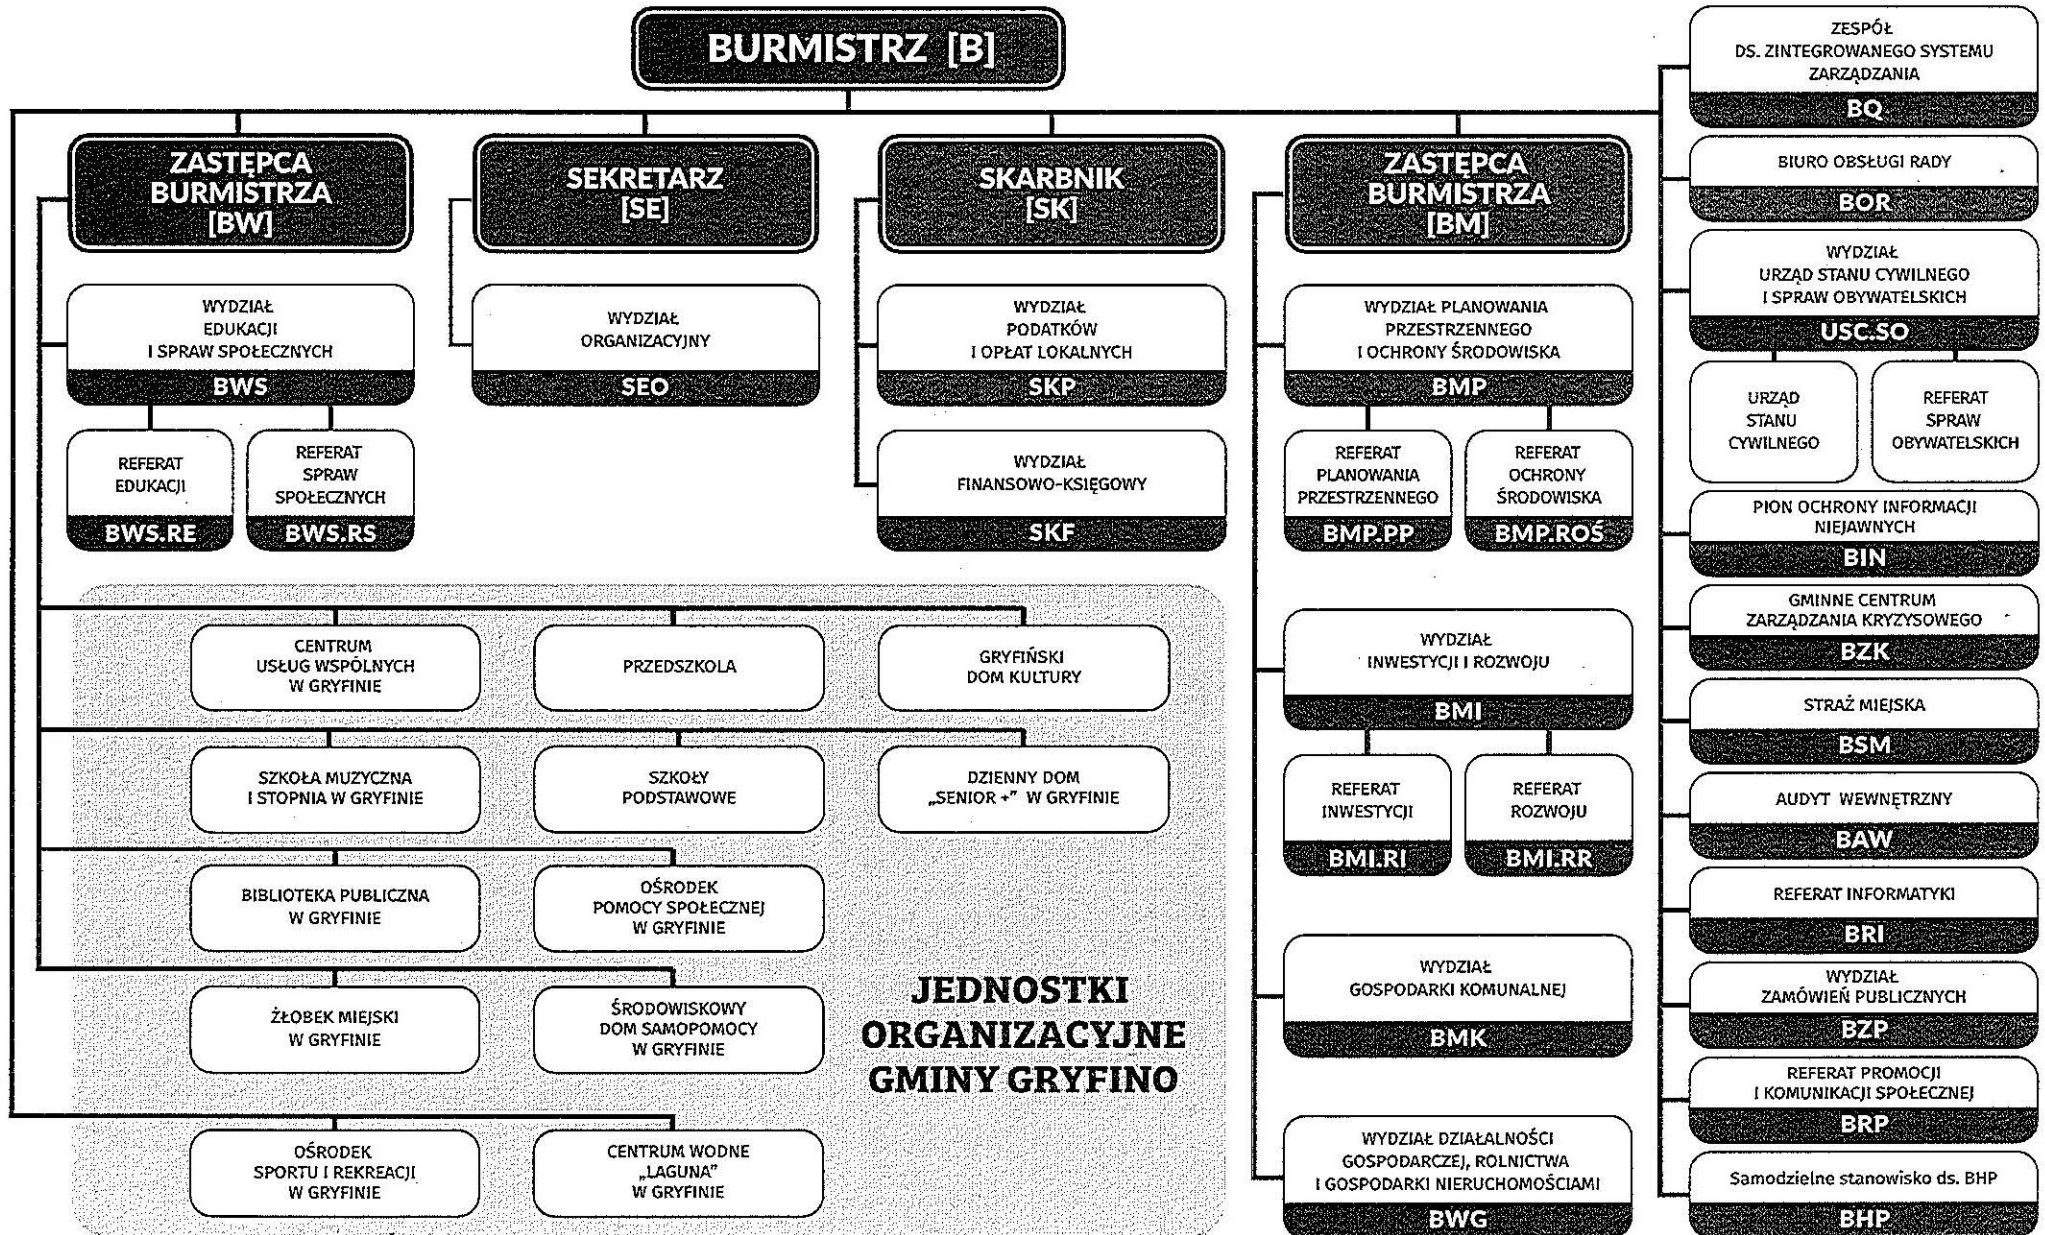 BURMISTRZ [B]
ZASTĘPCA
BURMISTRZA
[BW]
WYDZIAŁ
EDUKACJI
I SPRAW SPOŁECZNYCH
BWS
REFERAT
EDUKACJI
BWS.RE
REFERAT
SPRAW
SPOŁECZNYCH
BWS.RS
SEKRETARZ
[SE]
WYDZIAŁ
ORGANIZACYJNY
SEO
SKARBNIK
[SK]
WYDZIAŁ
PODATKÓW
I OPŁAT LOKALNYCH
SKP
WYDZIAŁ
FINANSOWO-KSIĘGOWY
SKF
ZASTĘPCA
BURMISTRZA
[BM]
WYDZIAŁ PLANOWANIA
PRZESTRZENNEGO
I OCHRONY ŚRODOWISKA
BMP
REFERAT
PLANOWANIA
PRZESTRZENNEGO
BMP.PP
REFERAT
OCHRONY
ŚRODOWISKA
BMP.ROŚ
WYDZIAŁ
INWESTYCJI I ROZWOJU
BMI
REFERAT
INWESTYCJI
BMI.RI
REFERAT
ROZWOJU
BMI.RR
WYDZIAŁ
GOSPODARKI KOMUNALNEJ
BMK
WYDZIAŁ DZIAŁALNOŚCI
GOSPODARCZEJ, ROLNICTWA
I GOSPODARKI NIERUCHOMOŚCIAMI
BWG
CENTRUM
USŁUG WSPÓLNYCH
W GRYFINIE
PRZEDSZKOLA
GRYFIŃSKI
DOM KULTURY
SZKOŁA MUZYCZNA
I STOPNIA W GRYFINIE
SZKOŁY
PODSTAWOWE
DZIENNY DOM
„SENIOR +” W GRYFINIE
BIBLIOTEKA PUBLICZNA
W GRYFINIE
OŚRODEK
POMOCY SPOŁECZNEJ
W GRYFINIE
ŻŁOBEK MIEJSKI
W GRYFINIE
ŚRODOWISKOWY
DOM SAMOPOMOCY
W GRYFINIE
OŚRODEK
SPORTU I REKREACJI
W GRYFINIE
CENTRUM WODNE
„LAGUNA”
W GRYFINIE
JEDNOSTKI
ORGANIZACYJNE
GMINY GRYFINO
ZESPÓŁ
DS. ZINTEGROWANEGO SYSTEMU
ZARZĄDZANIA
BQ
BIURO OBSŁUGI RADY
BOR
WYDZIAŁ
URZĄD STANU CYWILNEGO
I SPRAW OBYWATELSKICH
USC.SO
URZĄD
STANU
CYWILNEGO
REFERAT
SPRAW
OBYWATELSKICH
PION OCHRONY INFORMACJI
NIEJAWNYCH
BIN
GMINNE CENTRUM
ZARZĄDZANIA KRYZYSOWEGO
BZK
STRAŻ MIEJSKA
BSM
AUDYT WEWNĘTRZNY
BAW
REFERAT INFORMATYKI
BRI
WYDZIAŁ
ZAMÓWIEŃ PUBLICZNYCH
BZP
REFERAT PROMOCJI
I KOMUNIKACJI SPOŁECZNEJ
BRP
Samodzielne stanowisko ds. BHP
BHP